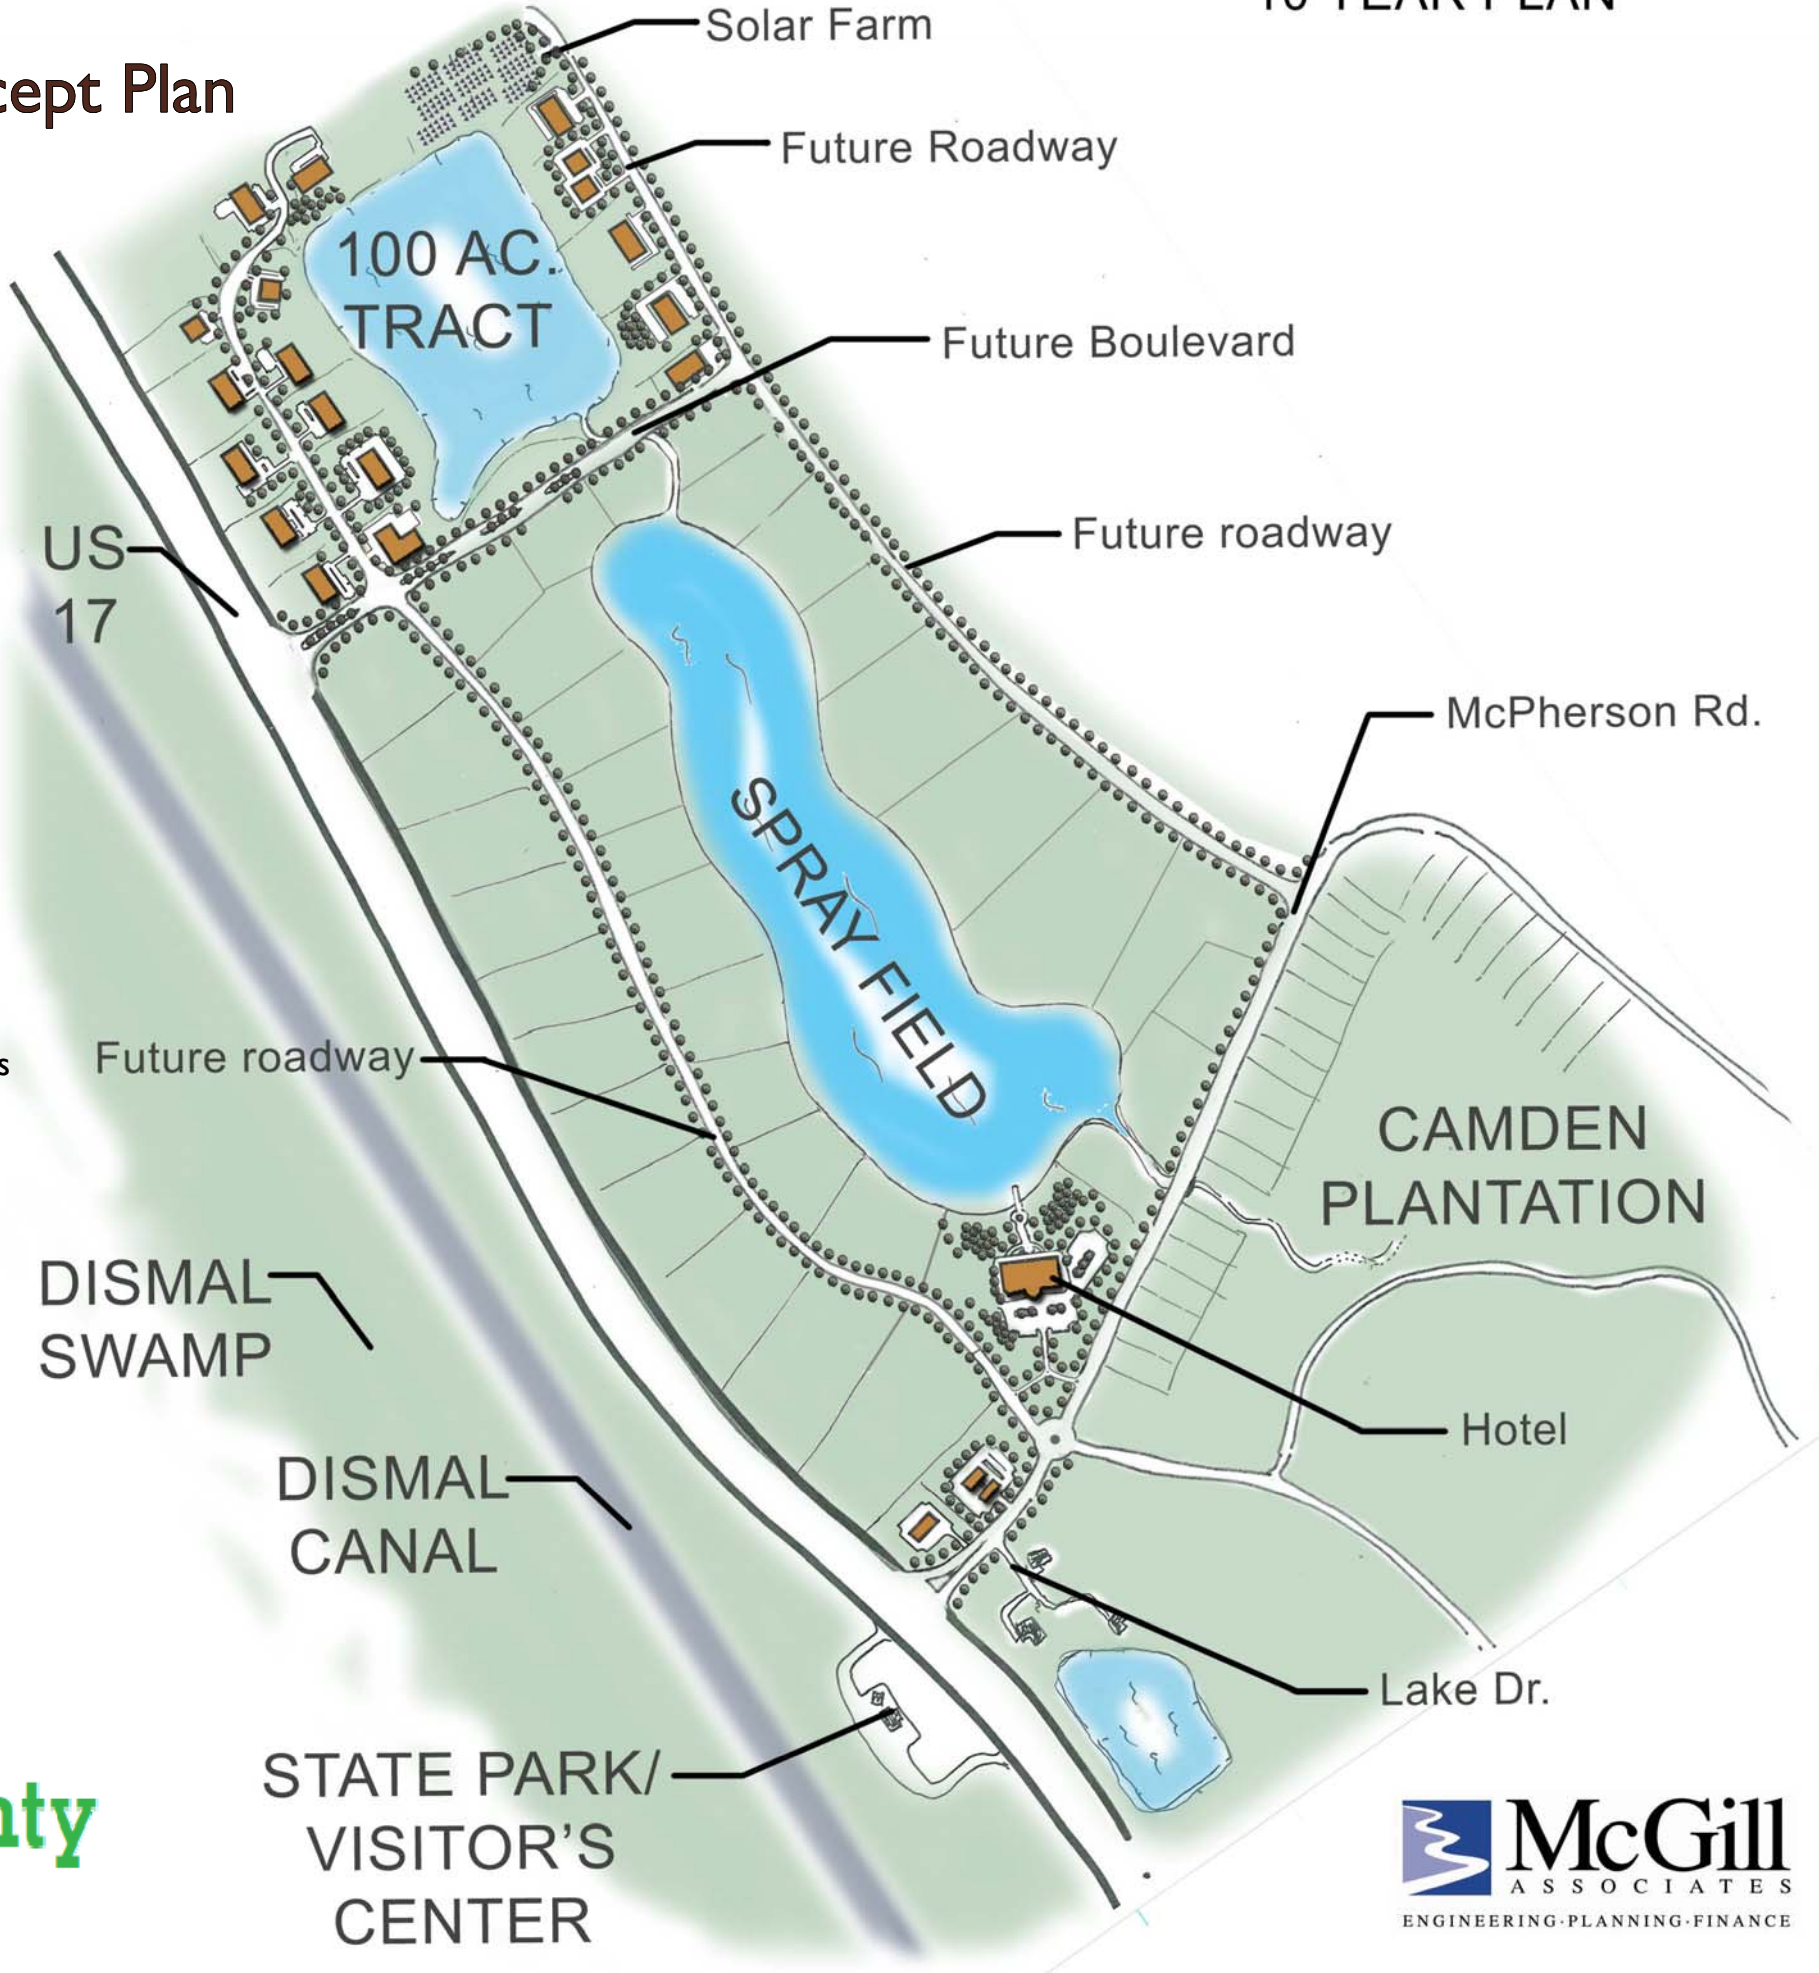 Solar Farm
Plan
Future Roadway
100 AC.
TRACT
Future Boulevard
US
17
Future roadway
McPherson Rd.
SPRAY FIELD
Future roadway
CAMDEN
PLANTATION
DISMAL
SWAMP
Hotel
DISMAL
CANAL
Lake Dr.
STATE PARK/
VISITOR'S
CENTER
McGill
ASSOCIATES
ENGINEERING·PLANNING·FINANCE